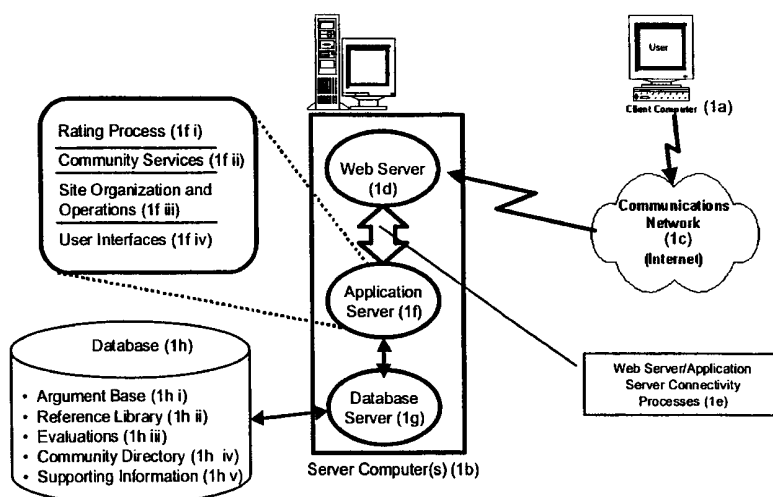 User
Client Computer (1a)
Rating Process (1f i)
Community Services (1f ii)
Site Organization and
Operations (1f iii)
User Interfaces (1f iv)
Web Server
(1d)
Communications
Network
(1c)
(Internet)
Application
Server (1f)
Database (1h)
• Argument Base (1h i)
• Reference Library (1h ii)
• Evaluations (1h iii)
• Community Directory (1h iv)
• Supporting Information (1h v)
Database
Server (1g)
Web Server/Application
Server Connectivity
Processes (1e)
Server Computer(s) (1b)